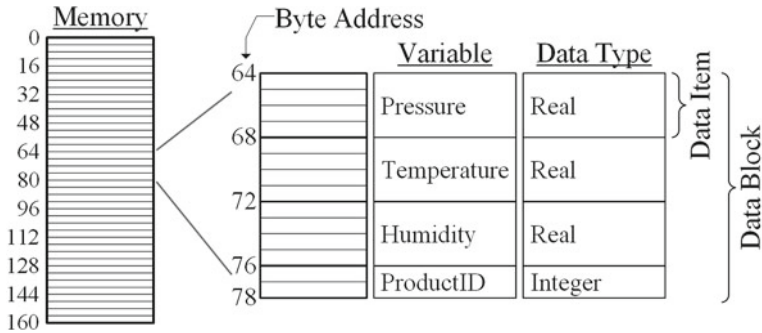 Memory
Byte Address
Variable Data Type
0
16
32
48
64
80
96
112
128
144
160
64
68
72
76
78
Pressure Real
Temperature Real
Humidity Real
ProductID Integer
Data Item
Data Block